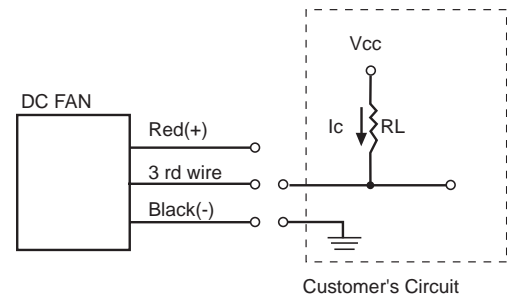 Vcc
DC FAN
Red(+)
Ic
RL
3 rd wire
Black(-)
Customer's Circuit